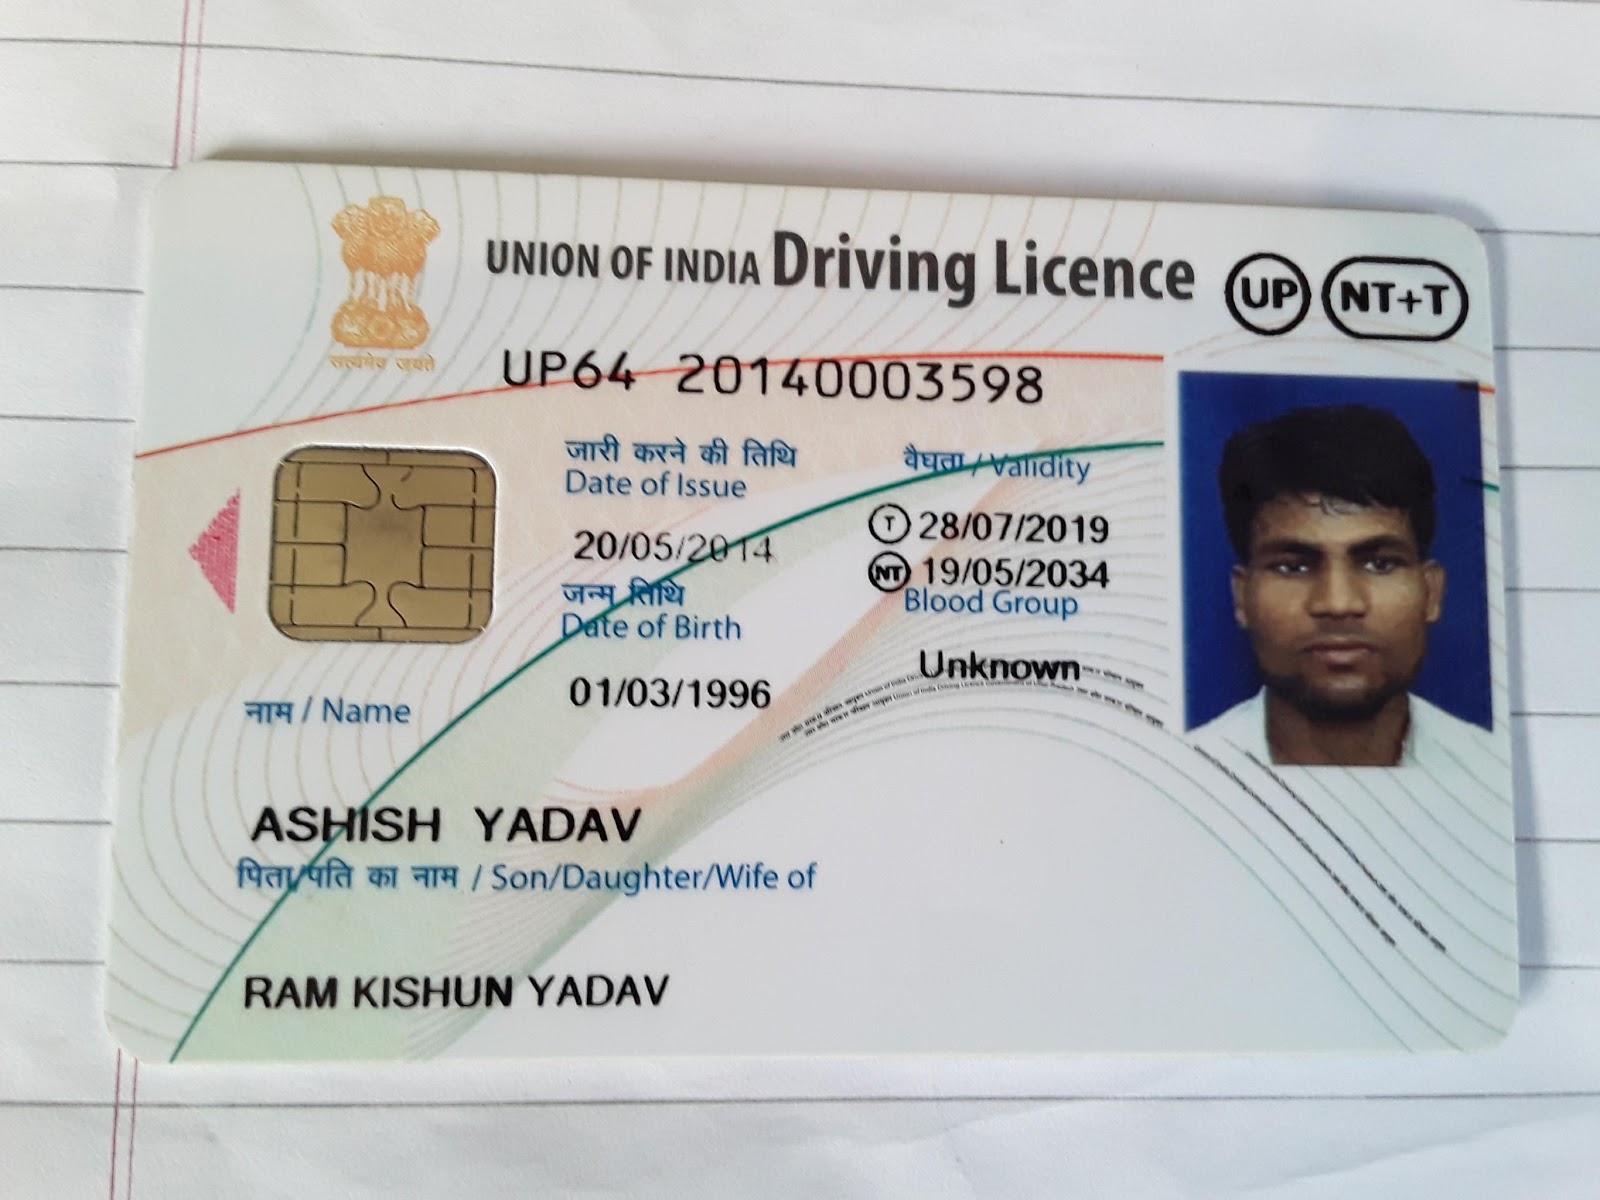 सत्यमेव जयते
UNION OF INDIA Driving Licence
UP NT+T
UP64 20140003598
जारी करने की तिथि
Date of Issue
20/05/2014
जन्म तिथि
Date of Birth
01/03/1996
वैघता / Validity
T 28/07/2019
NT 19/05/2034
Blood Group
Unknown
नाम / Name
ASHISH YADAV
पिता/पति का नाम / Son/Daughter/Wife of
RAM KISHUN YADAV